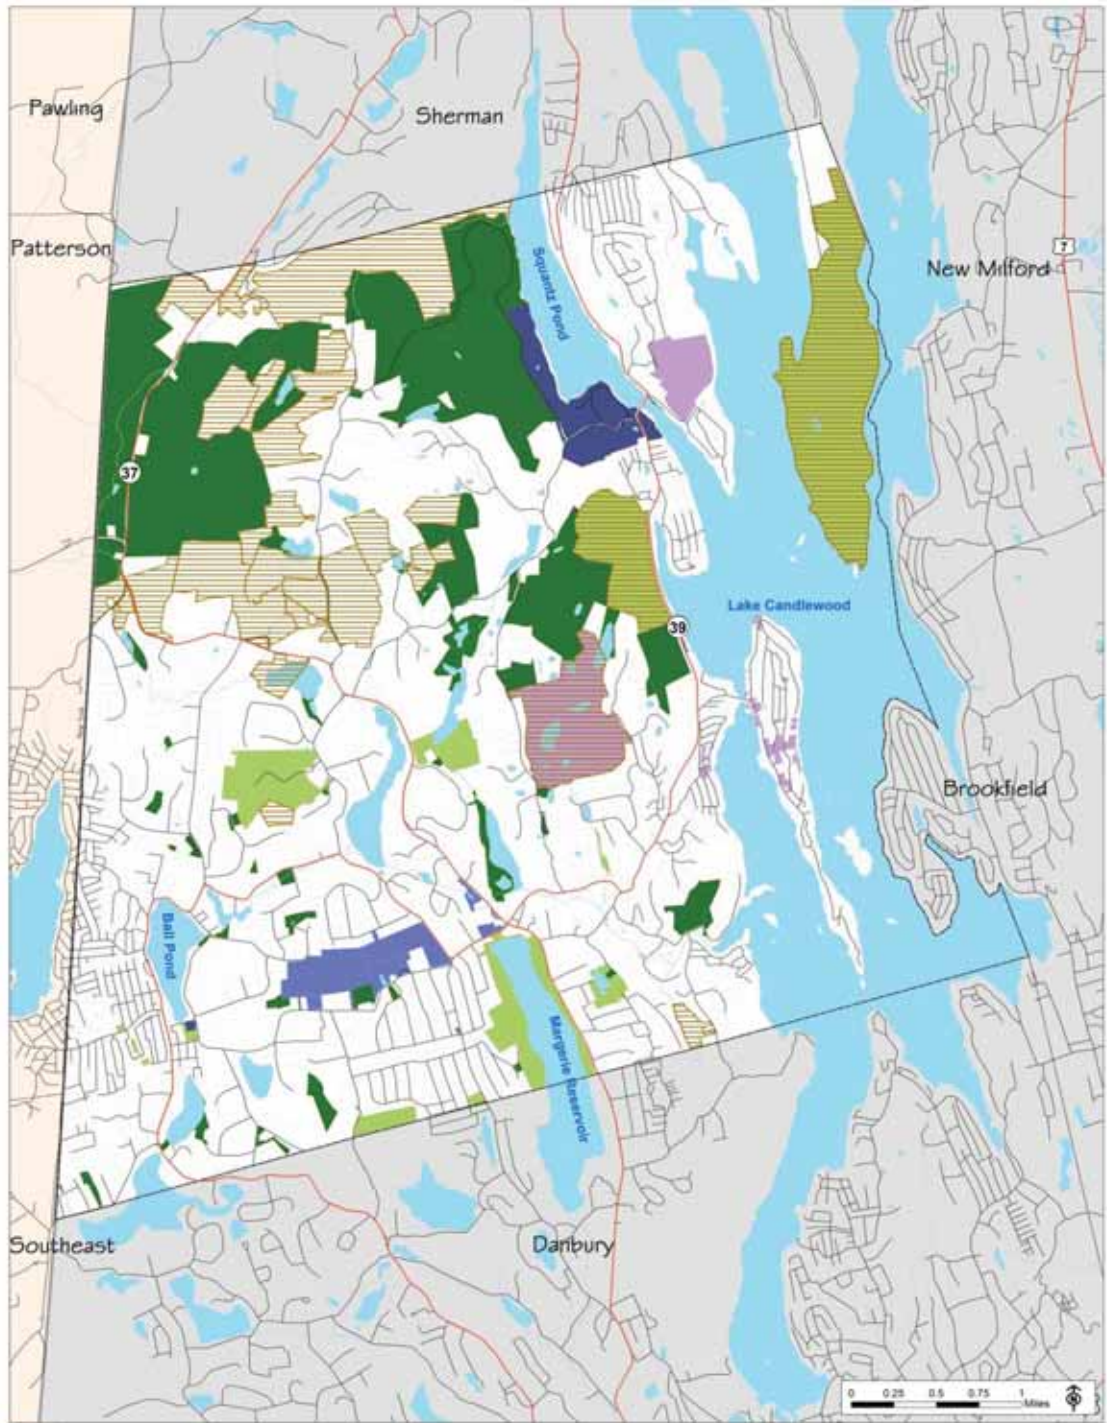 Pawling
Sherman
Patterson
Squantz Pond
7
New Milford
37
Lake Candlewood
39
Brookfield
Ball Pond
Margerie Reservoir
Southeast
Danbury
0 0.25 0.5 0.75 1
Miles
N